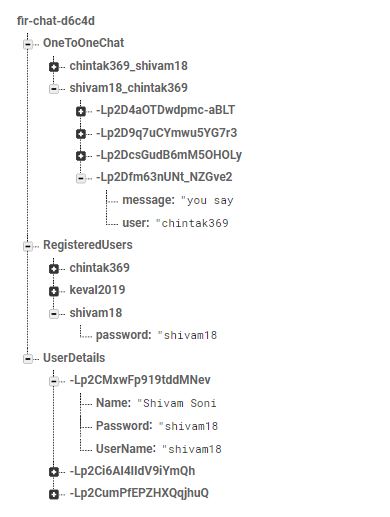 fir-chat-d6c4d
OneToOneChat
chintak369_shivam18
shivam18_chintak369
-Lp2D4aOTDwdpmc-aBLT
-Lp2D9q7uCYmwu5YG7r3
-Lp2DcsGudB6mM5OHOLy
-Lp2Dfm63nUNt_NZGve2
message: "you say
user: "chintak369
RegisteredUsers
chintak369
keval2019
shivam18
password: "shivam18
UserDetails
-Lp2CMxwFp919tddMNev
Name: "Shivam Soni
Password: "shivam18
UserName: "shivam18
-Lp2Ci6AI4IIdV9iYmQh
-Lp2CumPfEPZHXQqjhuQ